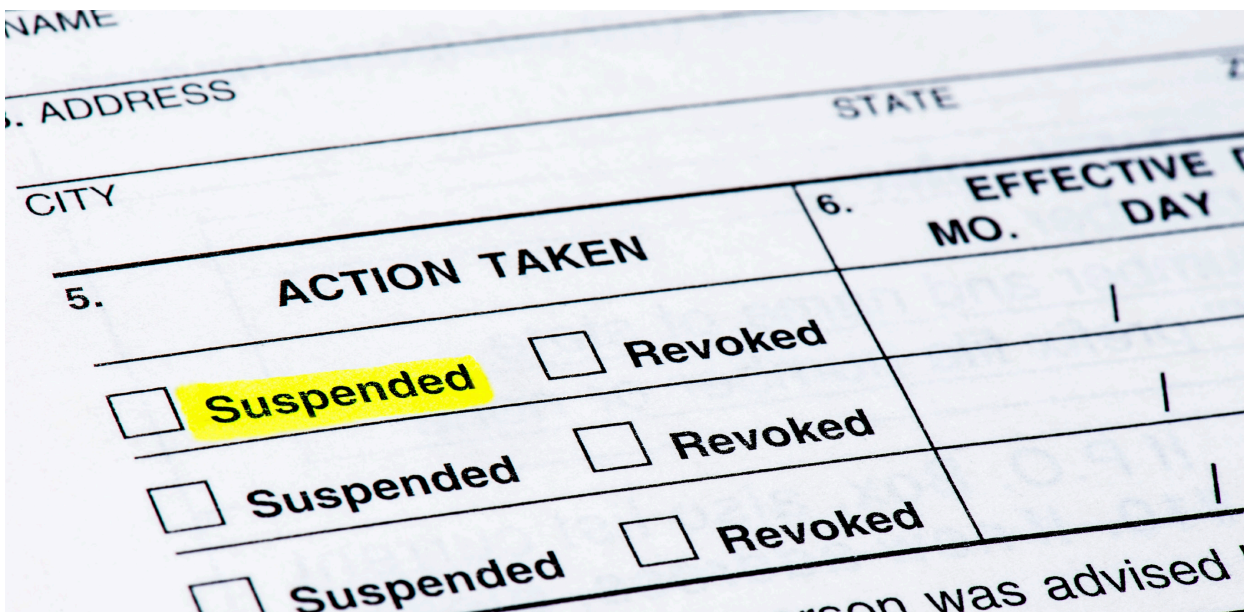 NAME
ADDRESS
CITY STATE
5. ACTION TAKEN
6. EFFECTIVE
MO. DAY
Suspended Revoked /
Suspended Revoked /
Suspended Revoked /
was advised